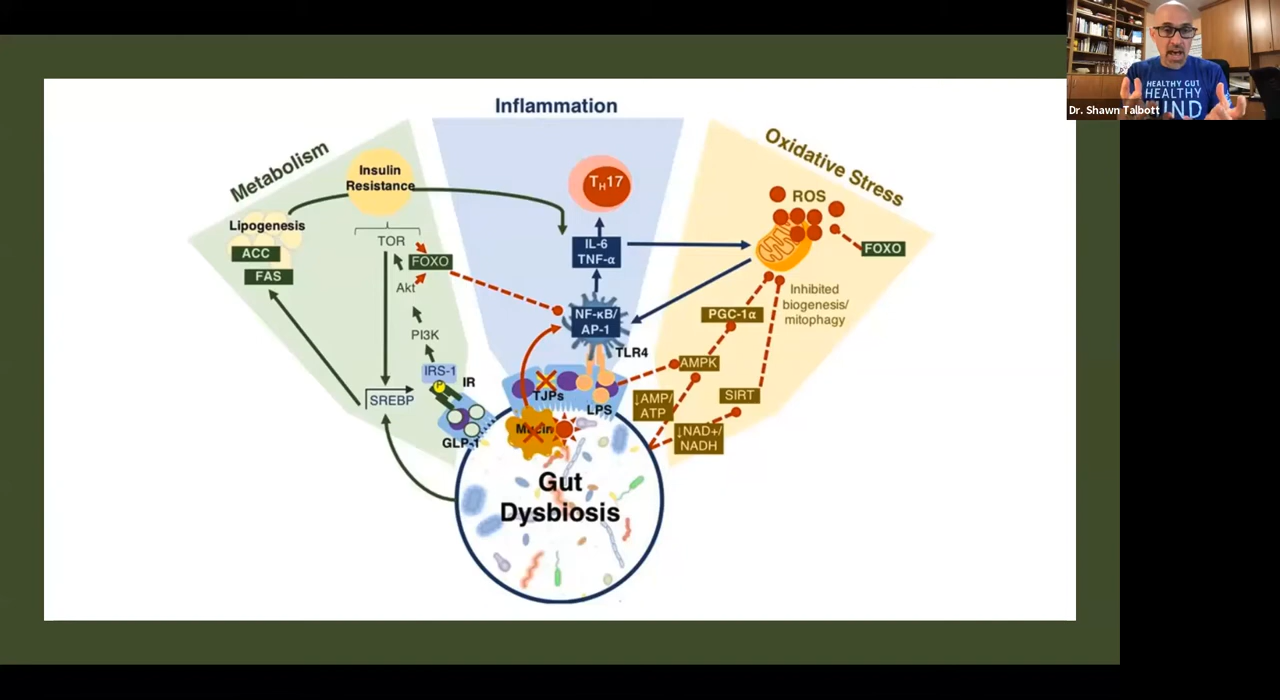 HEALTHY GUT
HEALTHY
MIND
Dr. Shawn Talbott
Inflammation
Metabolism
Oxidative Stress
Insulin
Resistance
Lipogenesis
ACC
FAS
TOR
FOXO
Akt
PI3K
IRS-1
P
IR
SREBP
GLP-1
TH17
IL-6
TNF-α
NF-κB/
AP-1
TLR4
TJPs
LPS
Mucin
ROS
FOXO
Inhibited
biogenesis/
mitophagy
PGC-1α
AMPK
SIRT
↓AMP/
ATP
↓NAD+/
NADH
Gut
Dysbiosis